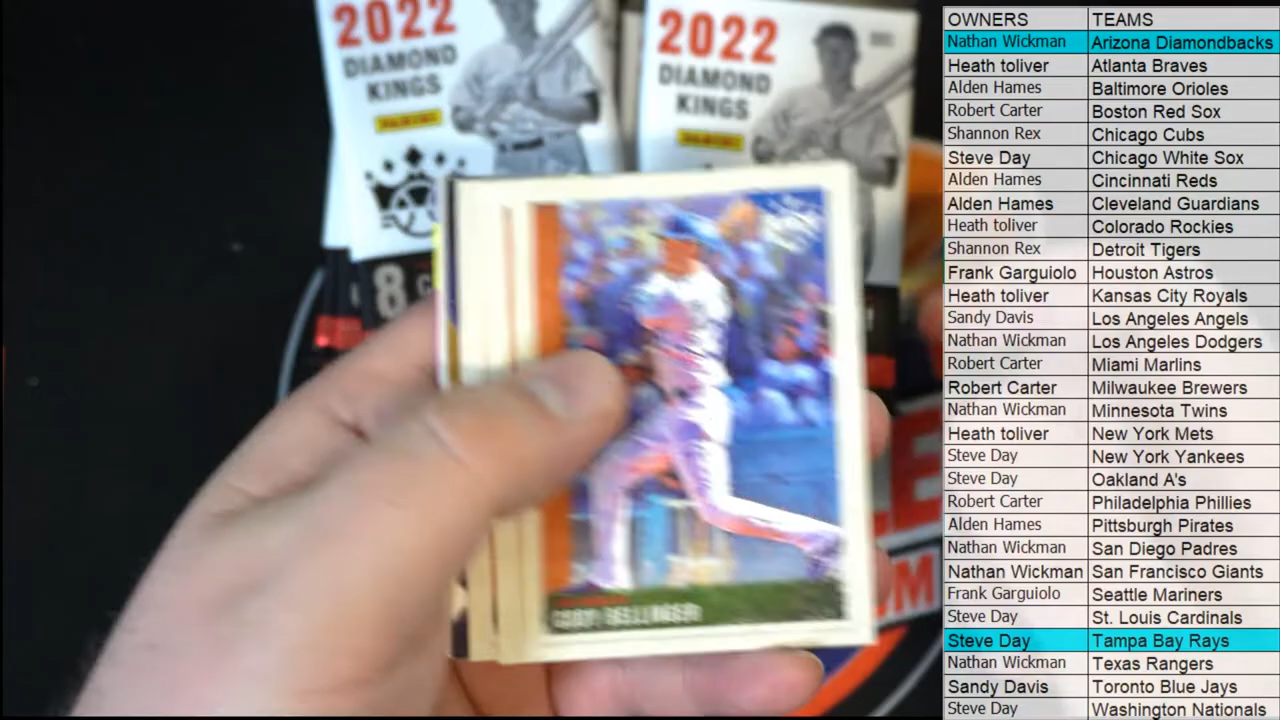 2022
DIAMOND
KINGS
PANINI
8
2022
DIAMOND
KINGS
PANINI
CODY BELLINGER
OWNERS TEAMS
Nathan Wickman Arizona Diamondbacks
Heath toliver Atlanta Braves
Alden Hames Baltimore Orioles
Robert Carter Boston Red Sox
Shannon Rex Chicago Cubs
Steve Day Chicago White Sox
Alden Hames Cincinnati Reds
Alden Hames Cleveland Guardians
Heath toliver Colorado Rockies
Shannon Rex Detroit Tigers
Frank Garguiolo Houston Astros
Heath toliver Kansas City Royals
Sandy Davis Los Angeles Angels
Nathan Wickman Los Angeles Dodgers
Robert Carter Miami Marlins
Robert Carter Milwaukee Brewers
Nathan Wickman Minnesota Twins
Heath toliver New York Mets
Steve Day New York Yankees
Steve Day Oakland A's
Robert Carter Philadelphia Phillies
Alden Hames Pittsburgh Pirates
Nathan Wickman San Diego Padres
Nathan Wickman San Francisco Giants
Frank Garguiolo Seattle Mariners
Steve Day St. Louis Cardinals
Steve Day Tampa Bay Rays
Nathan Wickman Texas Rangers
Sandy Davis Toronto Blue Jays
Steve Day Washington Nationals